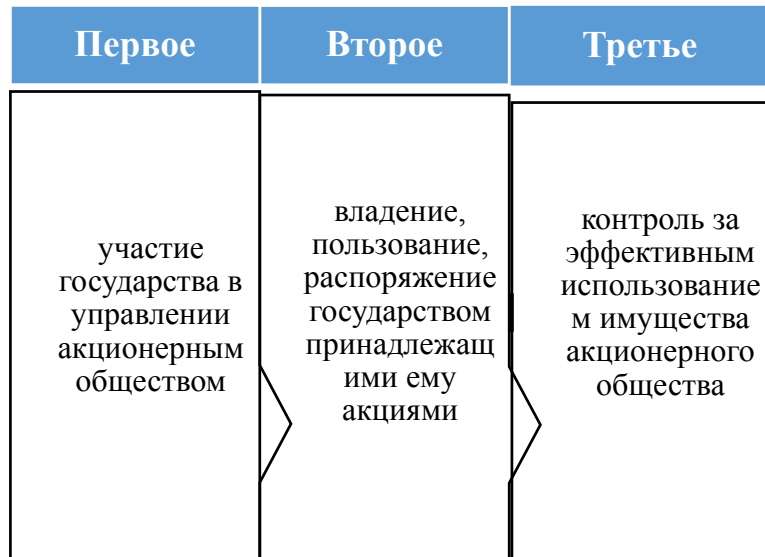 Первое
Второе
Третье
участие
государства в
управлении
акционерным
обществом
владение,
пользование,
распоряжение
государством
принадлежащ
ими ему
акциями
контроль за
эффективным
использование
м имущества
акционерного
общества